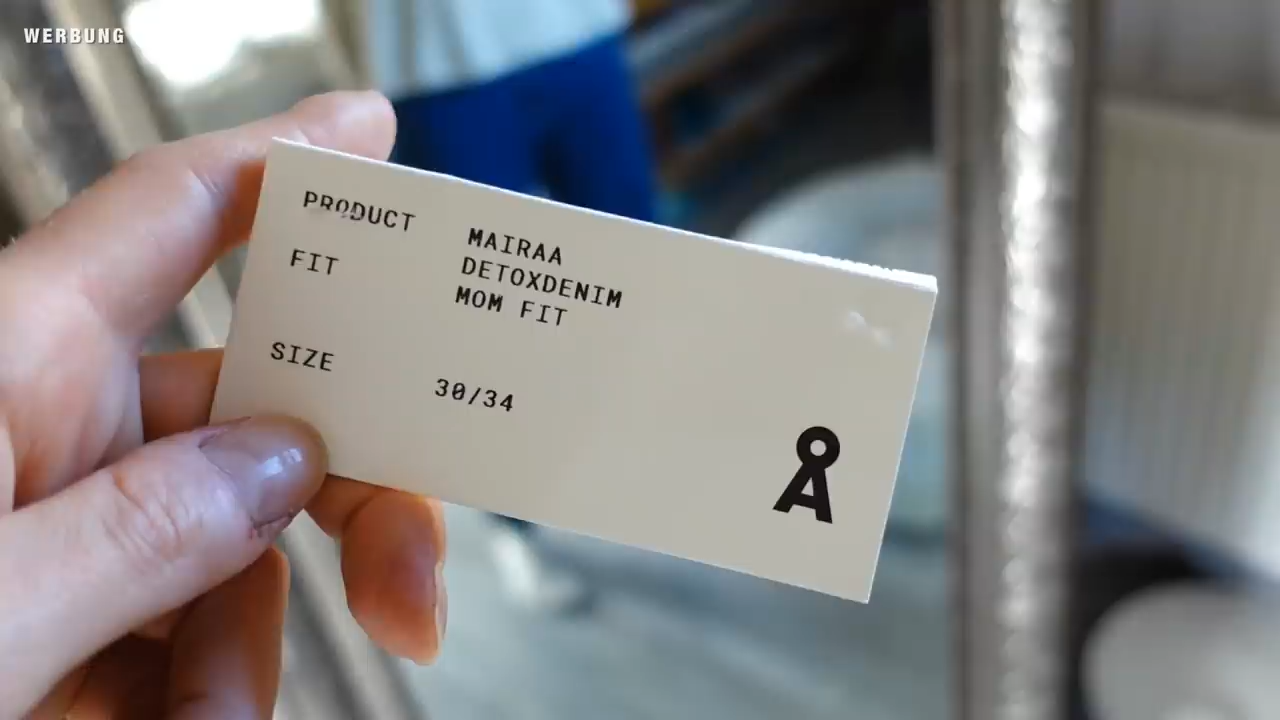 WERBUNG
PRODUCT MAIRAA
FIT DETOXDENIM
MOM FIT
SIZE 30/34
Å